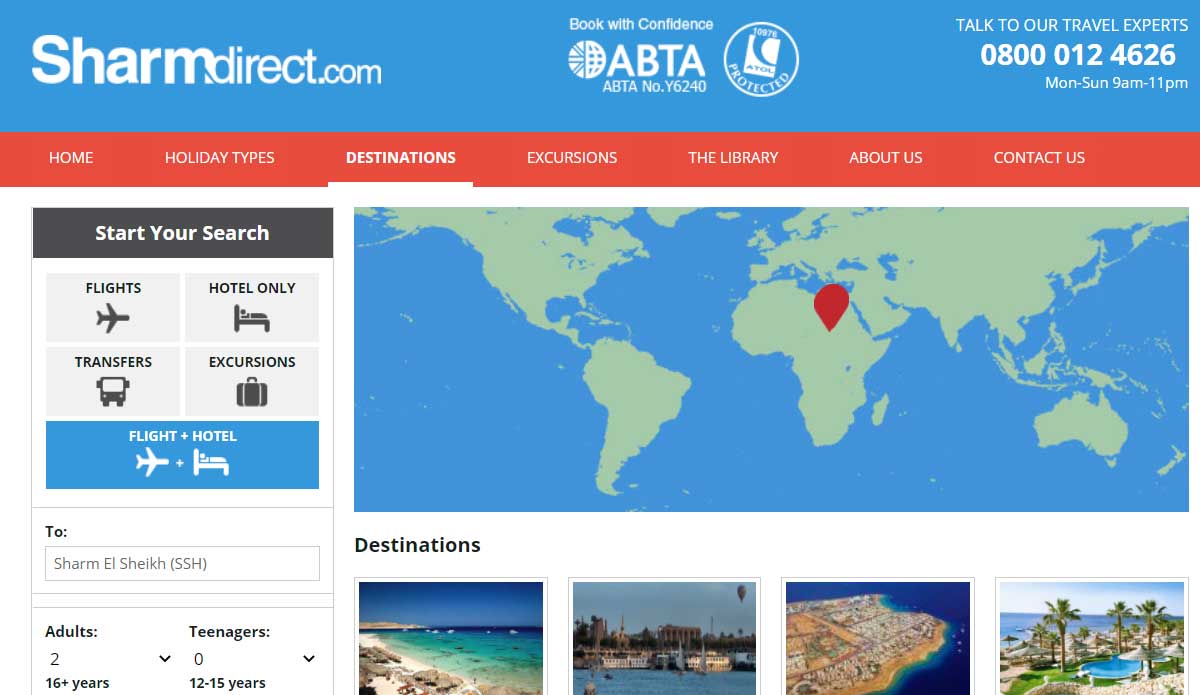 Sharmdirect.com
Book with Confidence
ABTA
ABTA No.Y6240
10976
ATOL
PROTECTED
TALK TO OUR TRAVEL EXPERTS
0800 012 4626
Mon-Sun 9am-11pm
HOME HOLIDAY TYPES DESTINATIONS EXCURSIONS THE LIBRARY ABOUT US CONTACT US
Start Your Search
FLIGHTS HOTEL ONLY
TRANSFERS EXCURSIONS
FLIGHT + HOTEL
+
To:
Sharm El Sheikh (SSH)
Adults: Teenagers:
2 0
16+ years 12-15 years
Destinations